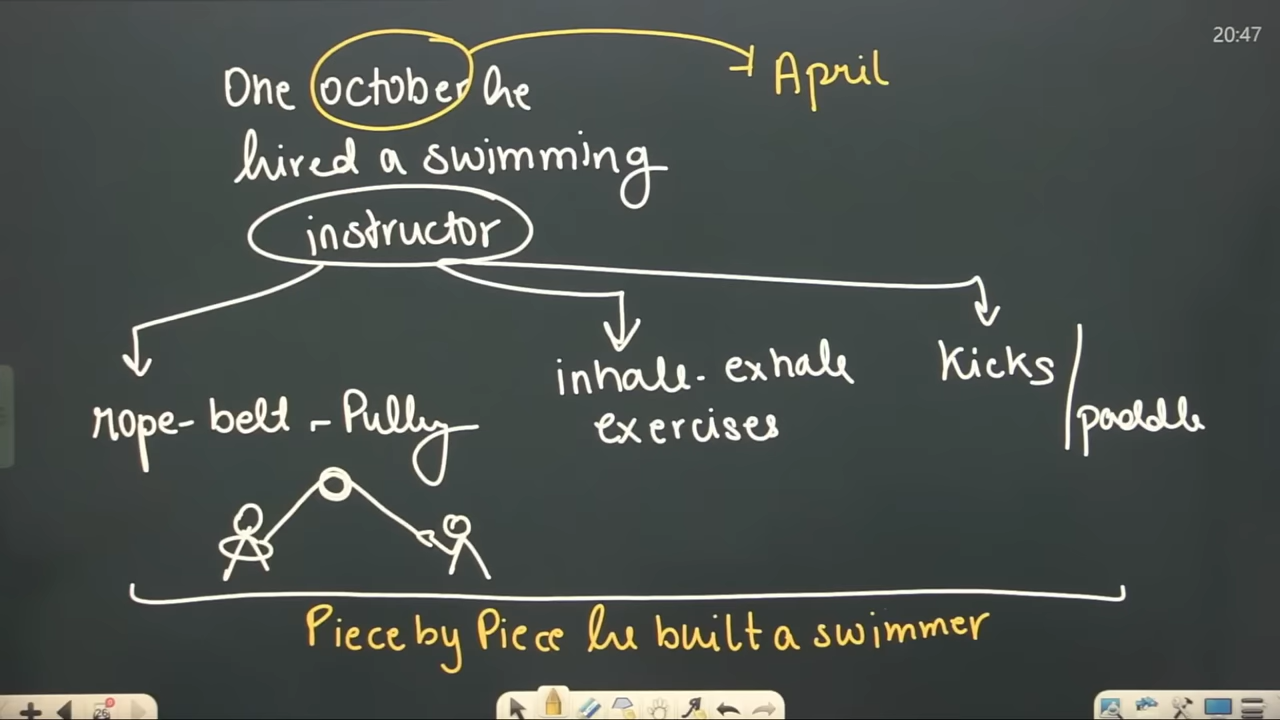 20:47
One october he
April
hired a swimming
instructor
rope-belt - Pully
inhale - exhale
exercises
Kicks/
paddle
Piece by Piece he built a swimmer
26